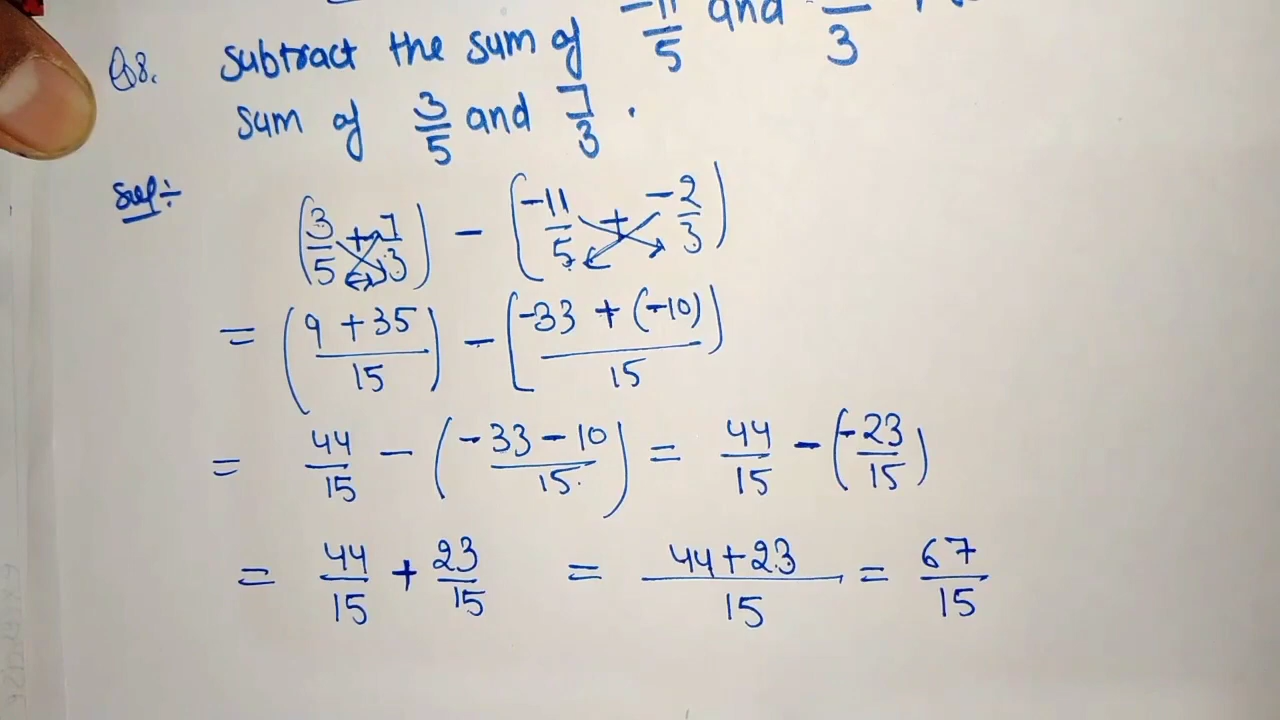 Q8. Subtract the sum of -11/5 and /3
sum of 3/5 and 7/3 .
Sol÷
(3/5 + 7/3) - (-11/5 + -2/3)
= (9 + 35/15) - (-33 + (-10)/15)
= 44/15 - (-33 - 10/15) = 44/15 - (-23/15)
= 44/15 + 23/15 = 44+23/15 = 67/15